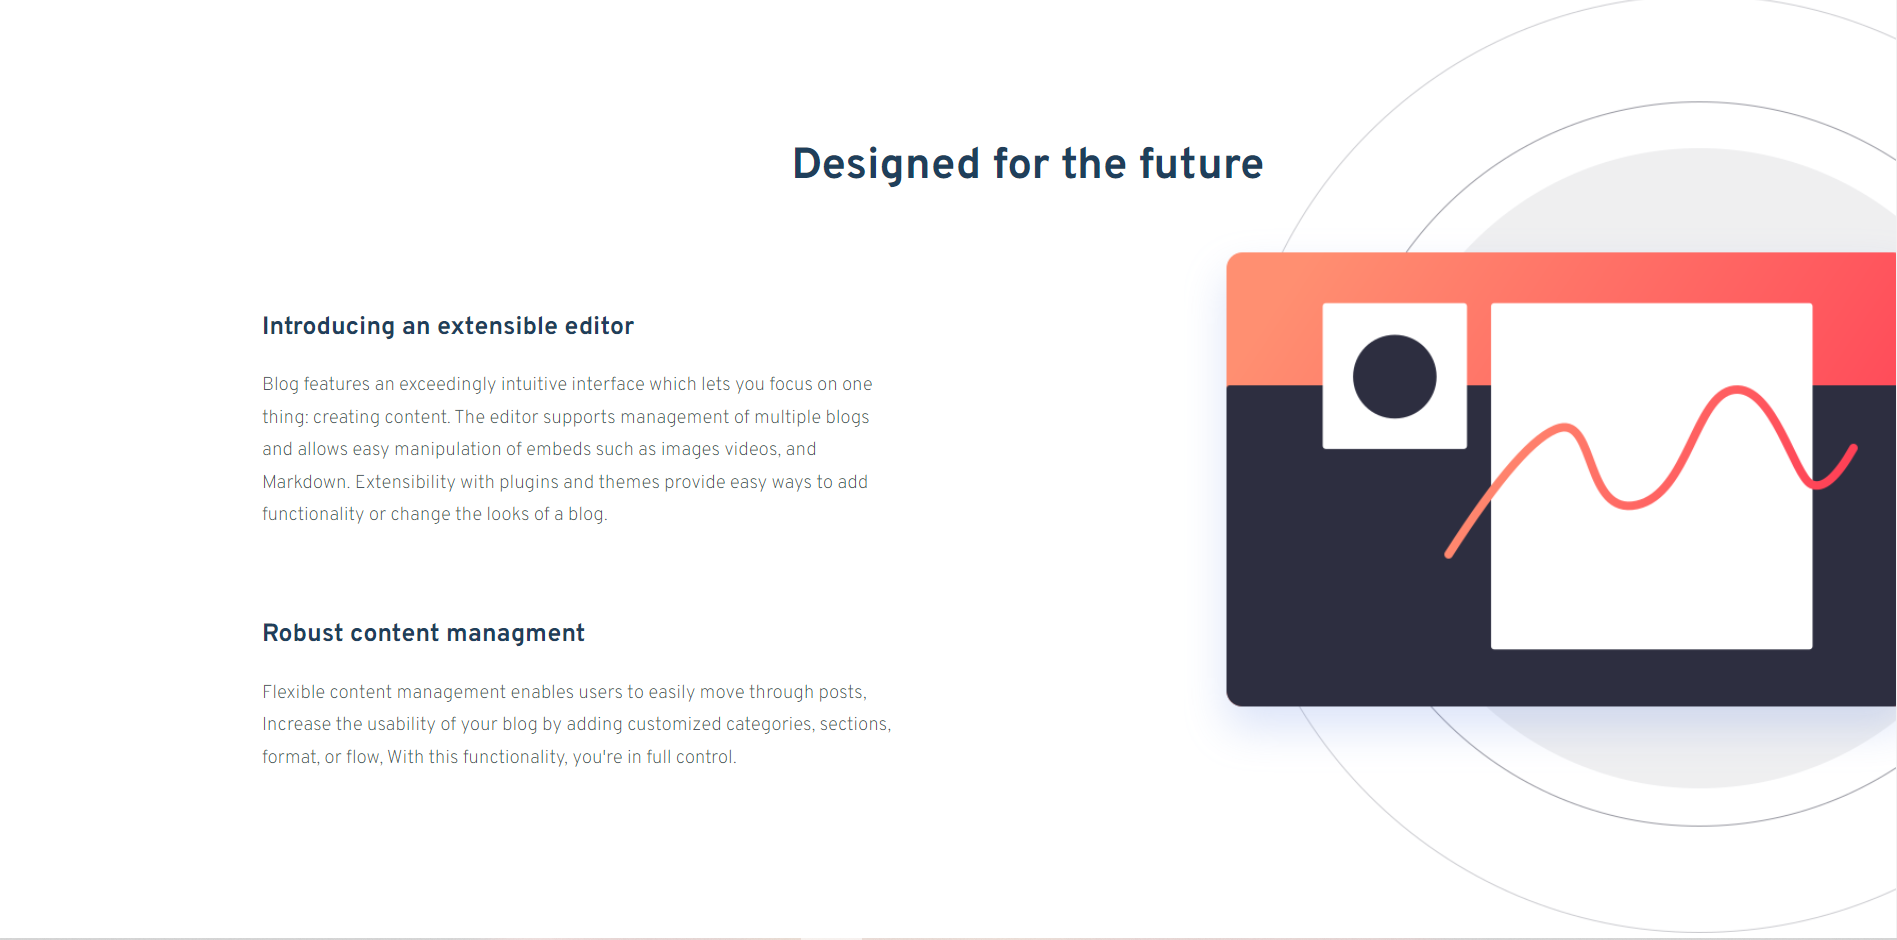 Designed for the future
Introducing an extensible editor
Blog features an exceedingly intuitive interface which lets you focus on one
thing: creating content. The editor supports management of multiple blogs
and allows easy manipulation of embeds such as images videos, and
Markdown. Extensibility with plugins and themes provide easy ways to add
functionality or change the looks of a blog.
Robust content managment
Flexible content management enables users to easily move through posts,
Increase the usability of your blog by adding customized categories, sections,
format, or flow, With this functionality, you're in full control.